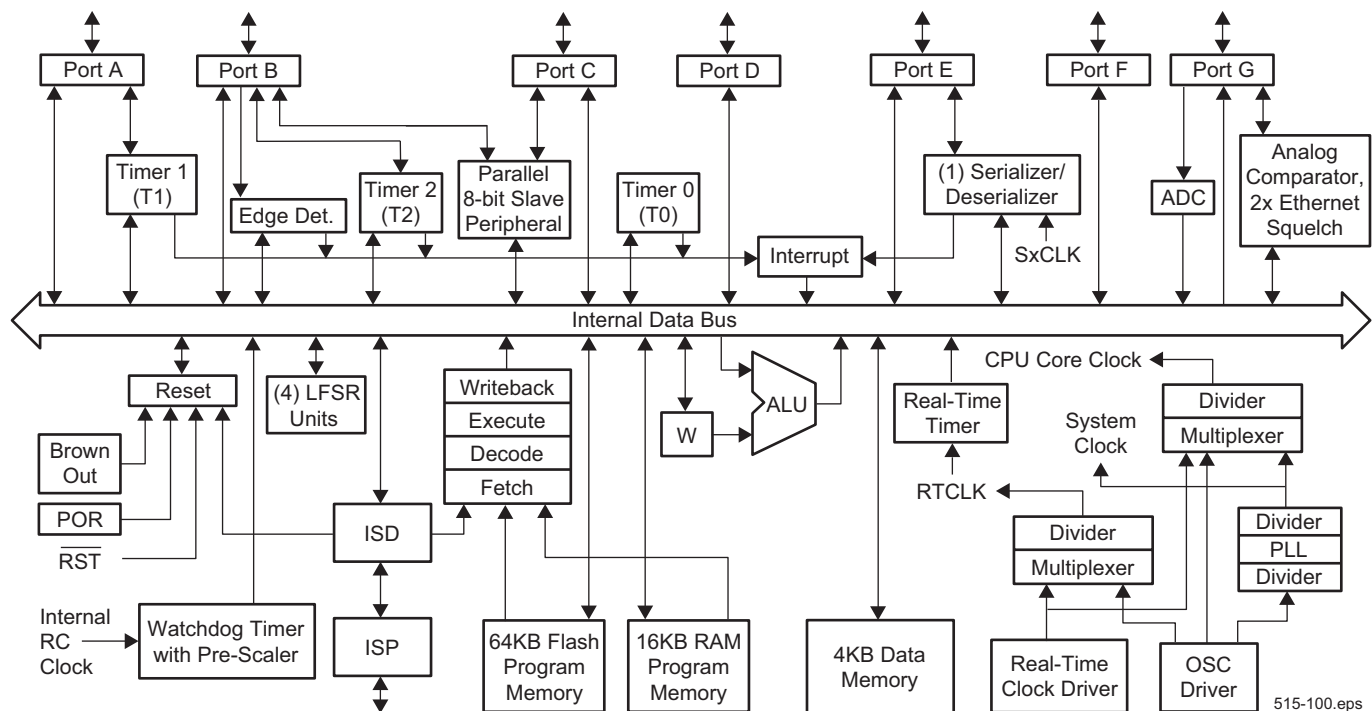 Port A
Port B
Port C
Port D
Port E
Port F
Port G
Timer 1
(T1)
Edge Det.
Timer 2
(T2)
Parallel
8-bit Slave
Peripheral
Timer 0
(T0)
Interrupt
(1) Serializer/
Deserializer
SxCLK
ADC
Analog
Comparator,
2x Ethernet
Squelch
Internal Data Bus
Reset
(4) LFSR
Units
Writeback
Execute
Decode
Fetch
W
ALU
Real-Time
Timer
CPU Core Clock
Divider
Multiplexer
System
Clock
Brown
Out
POR
RST
ISD
RTCLK
Divider
Multiplexer
Divider
PLL
Divider
Internal
RC
Clock
Watchdog Timer
with Pre-Scaler
ISP
64KB Flash
Program
Memory
16KB RAM
Program
Memory
4KB Data
Memory
Real-Time
Clock Driver
OSC
Driver
515-100.eps